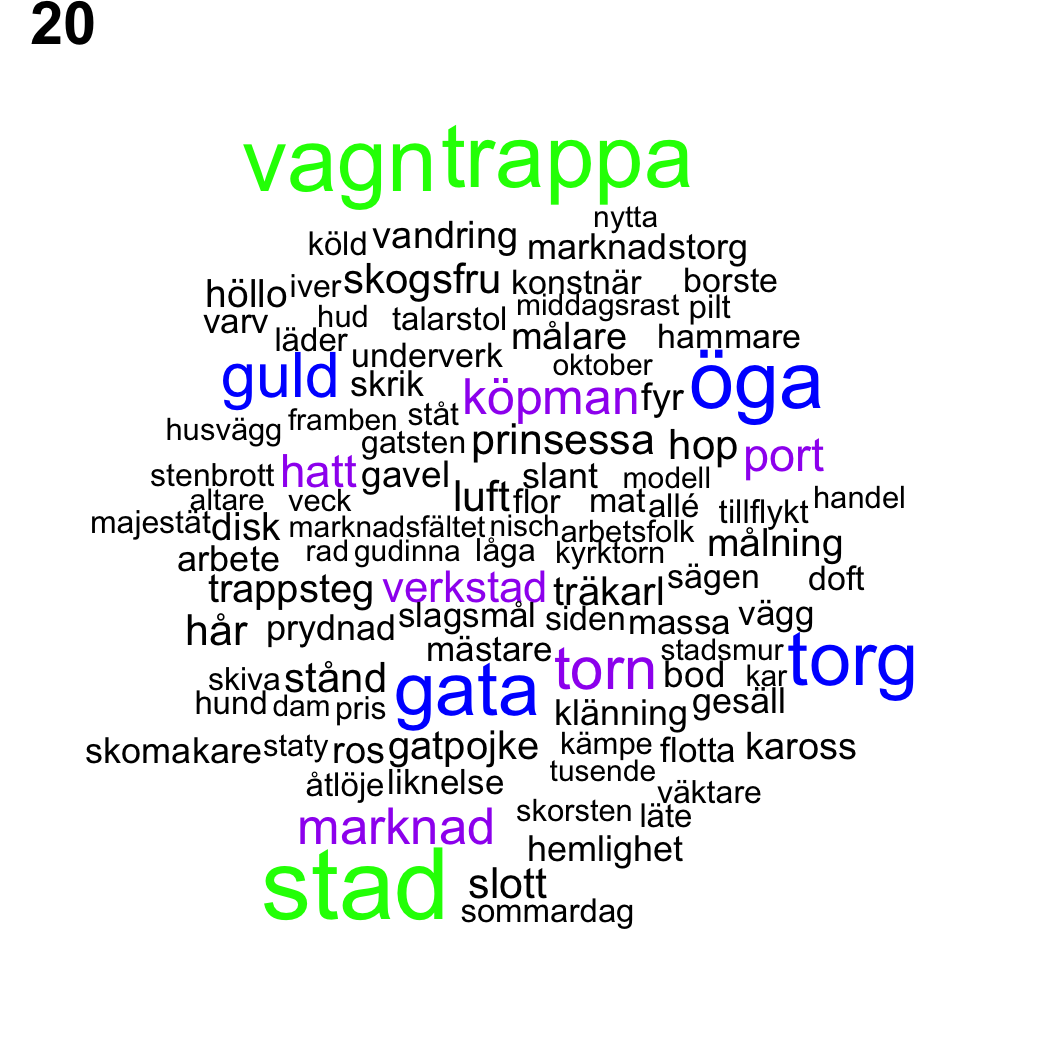 20
vagn trappa
nytta
köld vandring marknadstorg
höllo iver skogsfru konstnär borste
varv hud talarstol middagsrast pilt
läder målare hammare
underverk oktober
guld skrik köpman fyr öga
husvägg framben ståt
gatsten prinsessa hop port
stenbrott hatt gavel slant modell
altare veck luft flor mat allé tillflykt handel
majestät disk marknadsfältet nisch arbetsfolk
arbete rad gudinna låga kyrktorn målning
trappsteg verkstad träkarl sägen doft
hår prydnad slagsmål siden massa vägg
mästare torn stadsmur torg
skiva stånd gata bod kar
hund dam pris klänning gesäll
skomakare staty ros gatpojke kämpe flotta kaross
åtlöje liknelse tusende
väktare
marknad skorsten läte
hemlighet
stad slott
sommardag